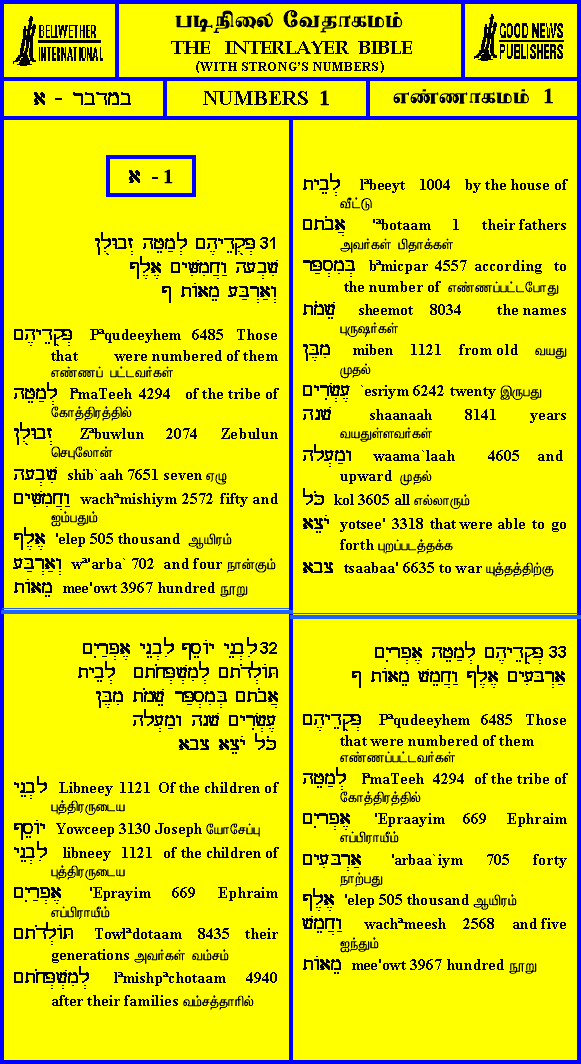 BELLWETHER
INTERNATIONAL
படிநிலை வேதாகமம்
THE INTERLAYER BIBLE
(WITH STRONG'S NUMBERS)
GOOD NEWS
PUBLISHERS
במדבר - א
NUMBERS 1
எண்ணாகமம் 1
א - 1
31 פְּקֻדֵיהֶם לְמַטֵּה זְבוּלֻן
שִׁבְעָה וַחֲמִשִּׁים אֶלֶף
וְאַרְבַּע מֵאוֹת ף
פְּקֻדֵיהֶם Pªqudeeyhem 6485 Those
that were numbered of them
எண்ணப் பட்டவர்கள்
לְמַטֵּה lªmaTeeh 4294 of the tribe of
கோத்திரத்தில்
זְבוּלֻן Zªbuwlun 2074 Zebulun
செபுலோன்
שִׁבְעָה shib`aah 7651 seven ஏழு
וַחֲמִשִּׁים wachªmishiym 2572 fifty and
ஐம்பதும்
אֶלֶף 'elep 505 thousand ஆயிரம்
וְאַרְבַּע wª'arba` 702 and four நான்கும்
מֵאוֹת mee'owt 3967 hundred நூறு
32 לִבְנֵי יוֹסֵף לִבְנֵי אֶפְרַיִם
תּוֹלְדֹתָם לְמִשְׁפְּחֹתָם לְבֵית
אֲבֹתָם בְּמִסְפַּר שֵׁמֹת מִבֶּן
עֶשְׂרִים שָׁנָה וָמַעְלָה
כֹּל יֹצֵא צָבָא
לִבְנֵי Libneey 1121 Of the children of
புத்திரருடைய
יוֹסֵף Yowceep 3130 Joseph யோசேப்பு
לִבְנֵי libneey 1121 of the children of
புத்திரருடைய
אֶפְרַיִם 'Eprayim 669 Ephraim
எப்பிராயீம்
תּוֹלְדֹתָם Towlªdotaam 8435 their
generations அவர்கள் வம்சம்
לְמִשְׁפְּחֹתָם lªmishpªchotaam 4940
after their families வம்சத்தாரில்
לְבֵית lªbeeyt 1004 by the house of
வீட்டு
אֲבֹתָם 'ªbotaam 1 their fathers
அவர்கள் பிதாக்கள்
בְּמִסְפַּר bªmicpar 4557 according to
the number of எண்ணப்பட்டபோது
שֵׁמֹת sheemot 8034 the names
புருஷர்கள்
מִבֶּן miben 1121 from old வயது
முதல்
עֶשְׂרִים `esriym 6242 twenty இருபது
שָׁנָה shaanaah 8141 years
வயதுள்ளவர்கள்
וָמַעְלָה waama`laah 4605 and
upward முதல்
כֹּל kol 3605 all எல்லாரும்
יֹצֵא yotsee' 3318 that were able to go
forth புறப்படத்தக்க
צָבָא tsaabaa' 6635 to war யுத்தத்திற்கு
33 פְּקֻדֵיהֶם לְמַטֵּה אֶפְרָיִם
אַרְבָּעִים אֶלֶף וַחֲמֵשׁ מֵאוֹת ף
פְּקֻדֵיהֶם Pªqudeeyhem 6485 Those
that were numbered of them
எண்ணப்பட்டவர்கள்
לְמַטֵּה lªmaTeeh 4294 of the tribe of
கோத்திரத்தில்
אֶפְרָיִם 'Epraayim 669 Ephraim
எப்பிராயீம்
אַרְבָּעִים 'arbaa`iym 705 forty
நாற்பது
אֶלֶף 'elep 505 thousand ஆயிரம்
וַחֲמֵשׁ wachªmeesh 2568 and five
ஐந்தும்
מֵאוֹת mee'owt 3967 hundred நூறு